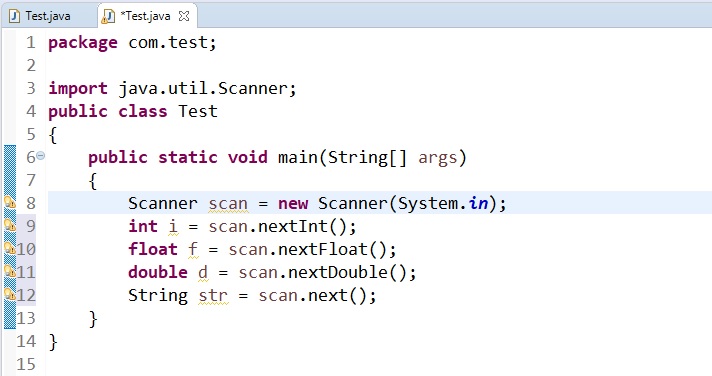 Test.java *Test.java
1 package com.test;
2
3 import java.util.Scanner;
4 public class Test
5 {
6 public static void main(String[] args)
7 {
8 Scanner scan = new Scanner(System.in);
9 int i = scan.nextInt();
10 float f = scan.nextFloat();
11 double d = scan.nextDouble();
12 String str = scan.next();
13 }
14 }
15